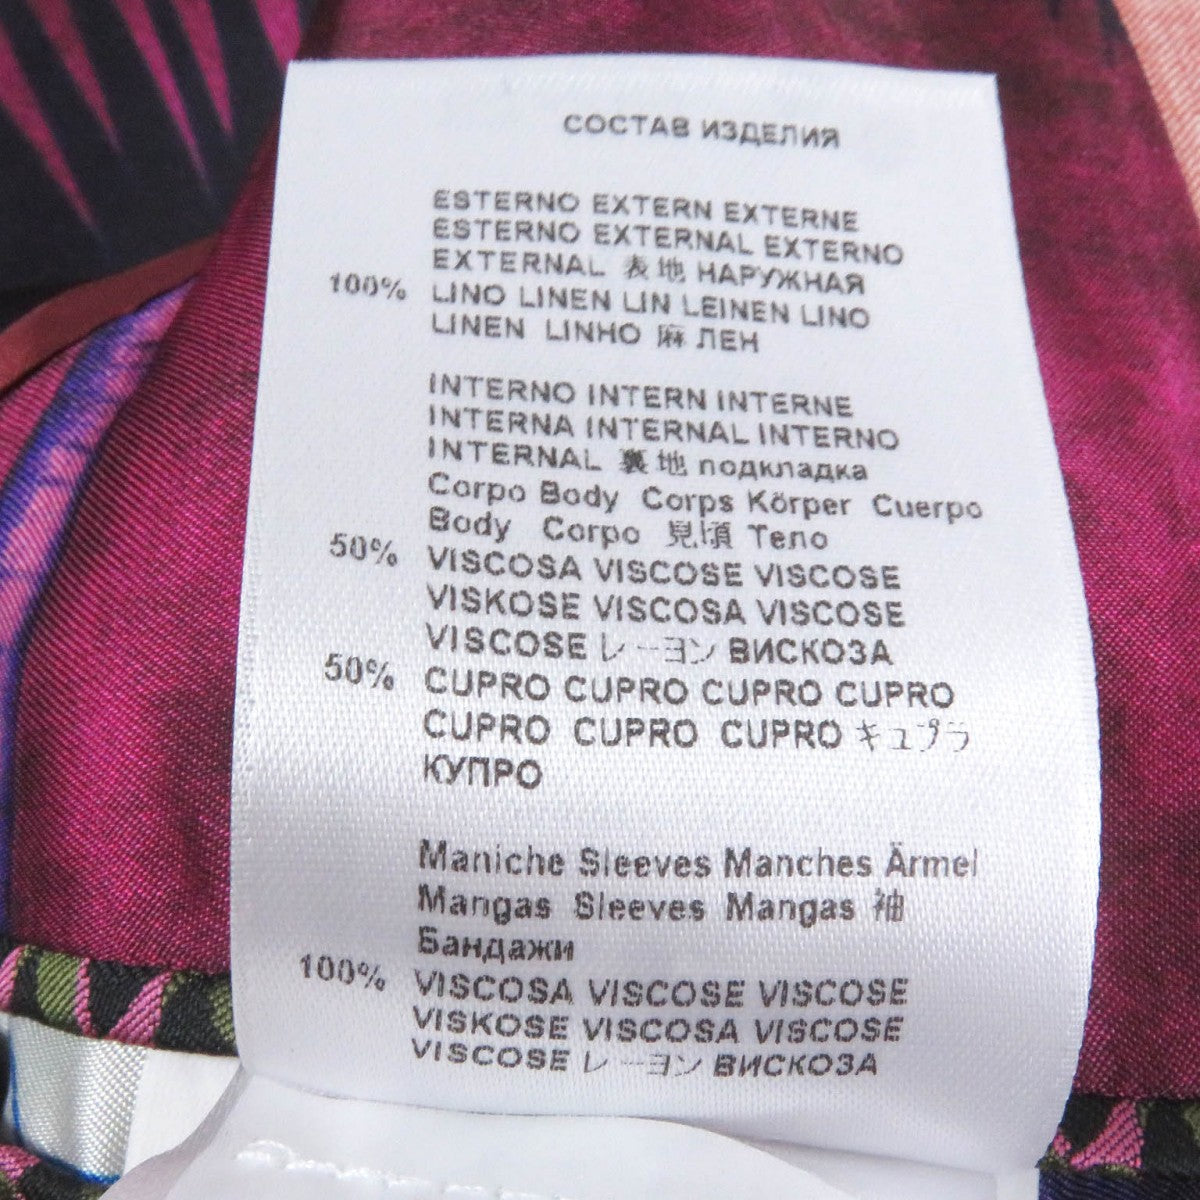 СОСТАВ ИЗДЕЛИЯ
ESTERNO EXTERN EXTERNE
ESTERNO EXTERNAL EXTERNO
EXTERNAL 表地 НАРУЖНАЯ
100% LINO LINEN LIN LEINEN LINO
LINEN LINHO 麻 ЛЕН
INTERNO INTERN INTERNE
INTERNA INTERNAL INTERNO
INTERNAL 裏地 подкладка
Corpo Body Corps Körper Cuerpo
Body Corpo 見頃 Тело
50% VISCOSA VISCOSE VISCOSE
VISKOSE VISCOSA VISCOSE
VISCOSE レーヨン ВИСКОЗА
50% CUPRO CUPRO CUPRO CUPRO
CUPRO CUPRO CUPRO キュプラ
КУПРО
Maniche Sleeves Manches Ärmel
Mangas Sleeves Mangas 袖
Бандажи
100% VISCOSA VISCOSE VISCOSE
VISKOSE VISCOSA VISCOSE
VISCOSE レーヨン ВИСКОЗА